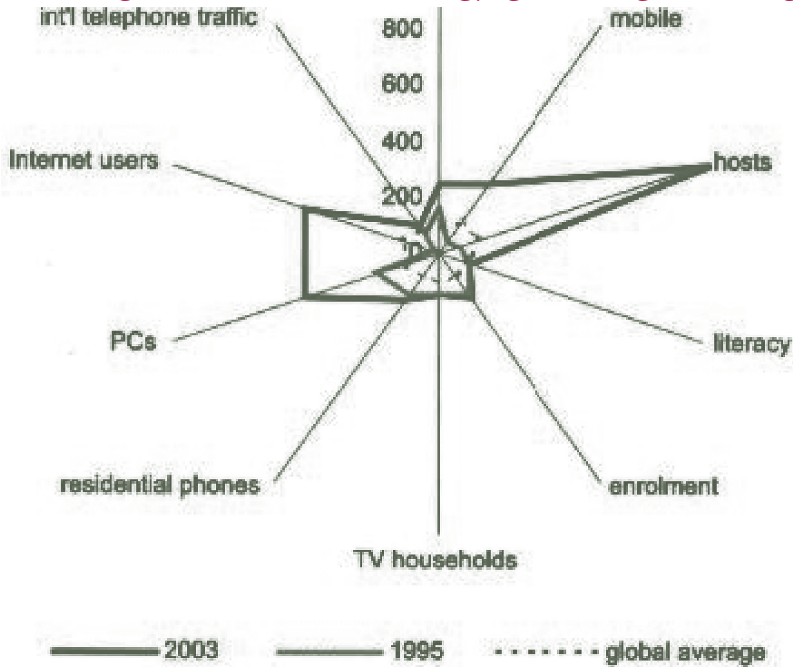 int'l telephone traffic
800
mobile
600
400
Internet users
hosts
200
0
PCs
literacy
residential phones
enrolment
TV households
2003
1995
global average